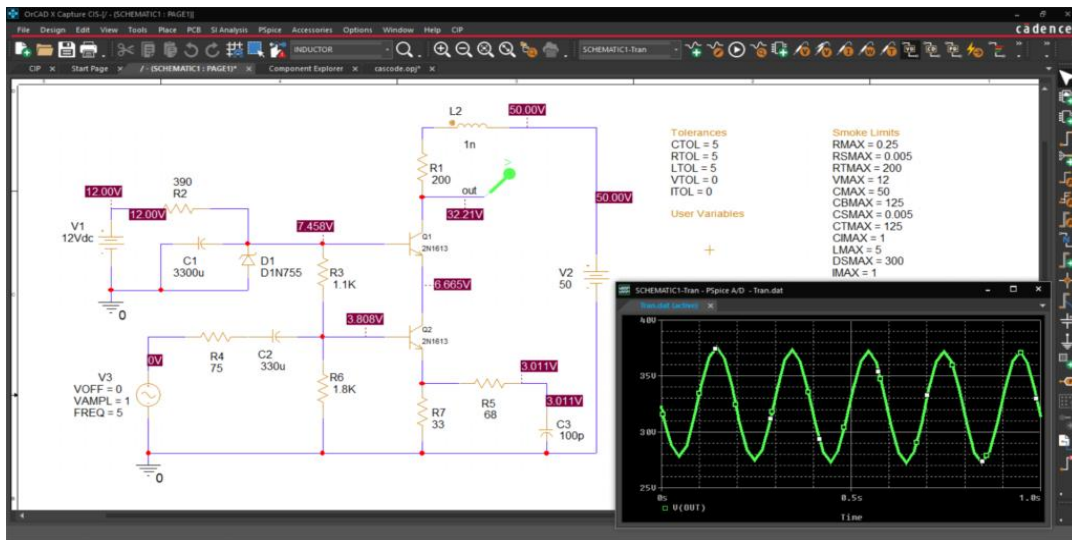 OrCAD X Capture CIS-[/ - (SCHEMATIC1 : PAGE1)]
File Design Edit View Tools Place PCB SI Analysis PSpice Accessories Options Window Help CIP
cādence
INDUCTOR
SCHEMATIC1-Tran
CIP Start Page / - (SCHEMATIC1 : PAGE1)* Component Explorer cascode.opj*
L2
1n
50.00V
R1
200
out
32.21V
50.00V
Tolerances
CTOL = 5
RTOL = 5
LTOL = 5
VTOL = 0
ITOL = 0
User Variables
Smoke Limits
RMAX = 0.25
RSMAX = 0.005
RTMAX = 200
VMAX = 12
CMAX = 50
CBMAX = 125
CSMAX = 0.005
CTMAX = 125
CIMAX = 1
LMAX = 5
DSMAX = 300
IMAX = 1
390
R2
12.00V
12.00V
V1
12Vdc
C1
3300u
D1
D1N755
0
7.458V
R3
1.1K
Q1
2N1613
6.665V
3.808V
Q2
2N1613
V2
50
0V
R4
75
C2
330u
V3
VOFF = 0
VAMPL = 1
FREQ = 5
R6
1.8K
R7
33
R5
68
3.011V
3.011V
C3
100p
0
SCHEMATIC1-Tran - PSpice A/D - Tran.dat
Tran.dat (active)
40V
35V
30V
25V
0s 0.5s 1.0s
V(OUT)
Time